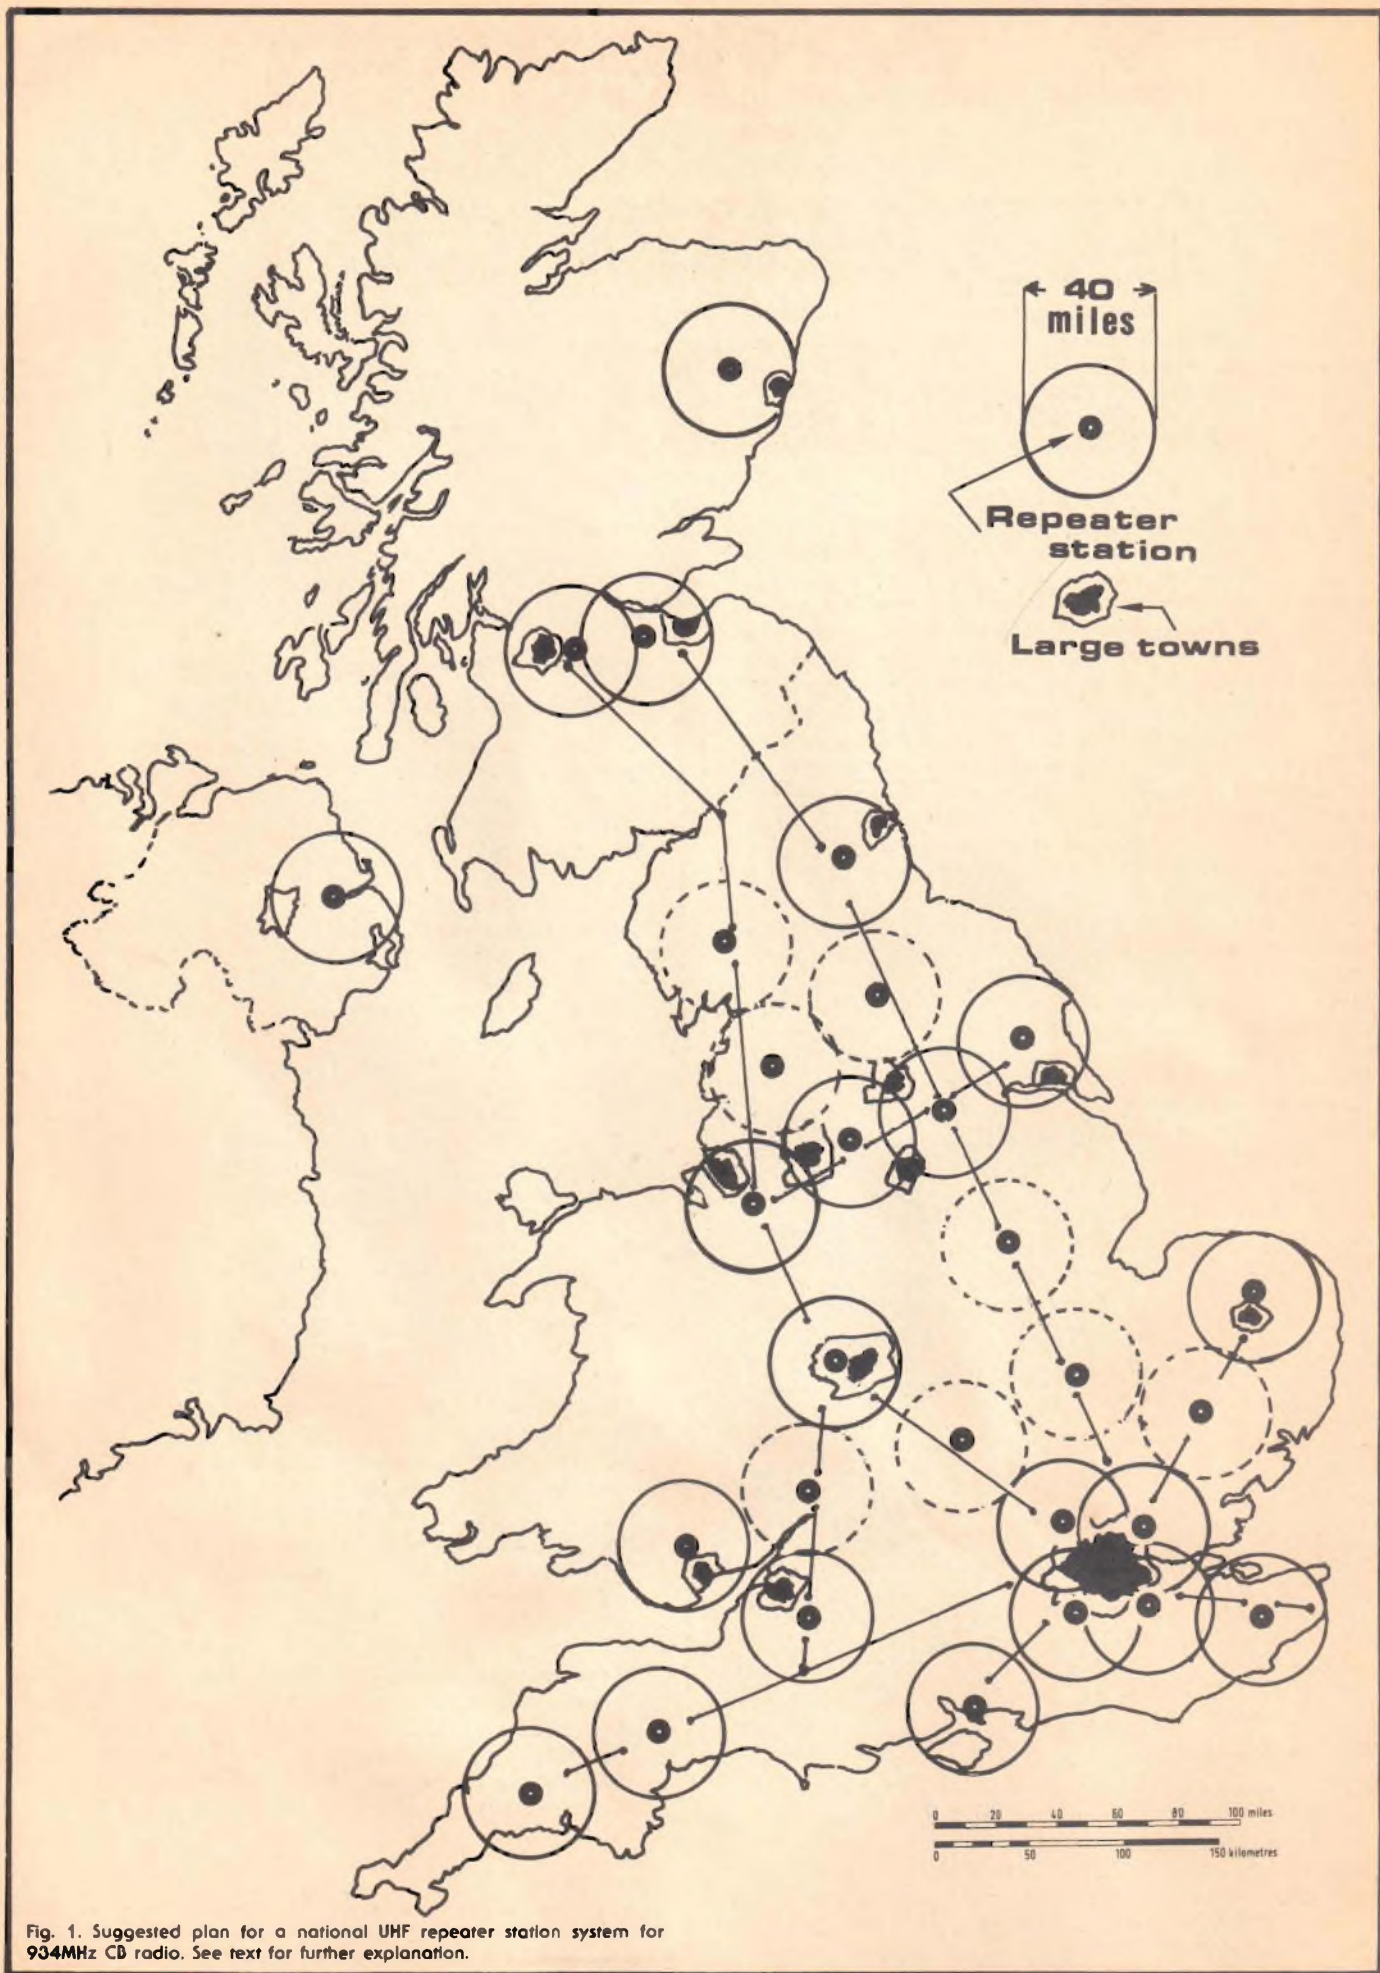 40
miles
Repeater
station
Large towns
0 20 40 60 80 100 miles
0 50 100 150 kilometres
Fig. 1. Suggested plan for a national UHF repeater station system for
934MHz CB radio. See text for further explanation.